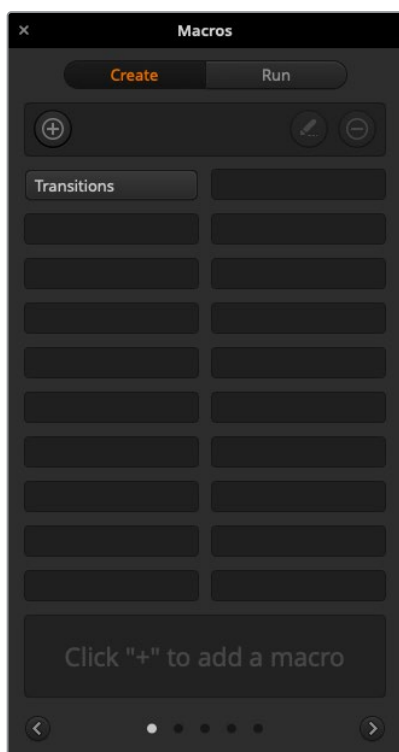 Macros
Create
Run
Transitions
Click "+" to add a macro